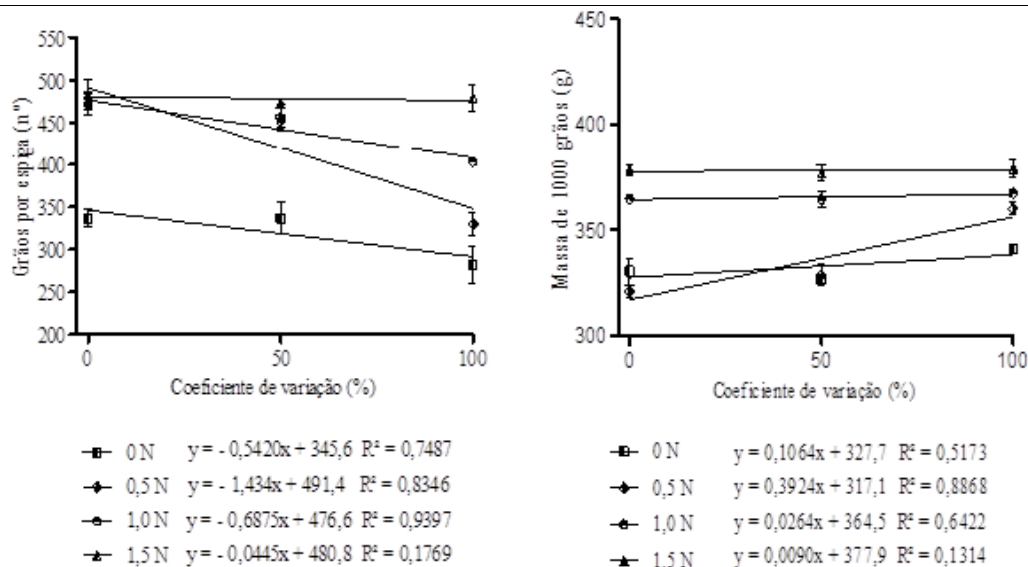 550
500
450
400
350
300
250
200
Grãos por espiga (nº)
0 50 100
Coeficiente de variação (%)
0 N y = - 0,5420x + 345,6 R² = 0,7487
0,5 N y = - 1,434x + 491,4 R² = 0,8346
1,0 N y = - 0,6875x + 476,6 R² = 0,9397
1,5 N y = - 0,0445x + 480,8 R² = 0,1769
450
400
350
300
Massa de 1000 grãos (g)
0 50 100
Coeficiente de variação (%)
0 N y = 0,1064x + 327,7 R² = 0,5173
0,5 N y = 0,3924x + 317,1 R² = 0,8868
1,0 N y = 0,0264x + 364,5 R² = 0,6422
1,5 N y = 0,0090x + 377,9 R² = 0,1314